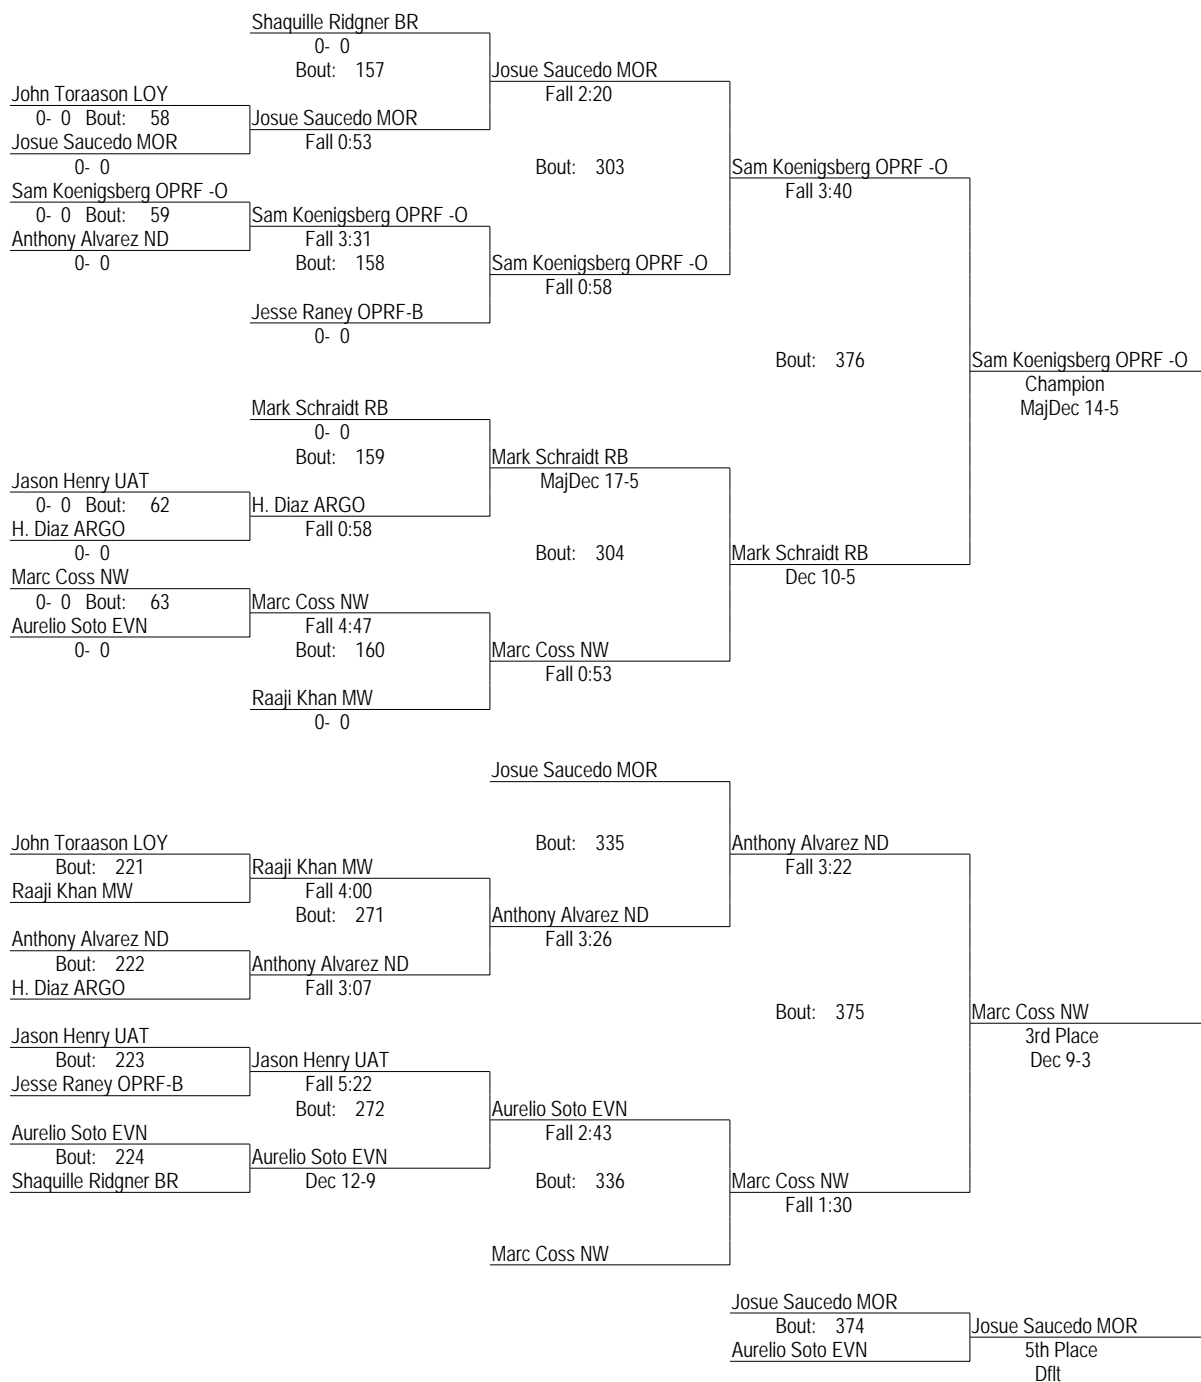 Shaquille Ridgner BR
0- 0
Bout: 157
Josue Saucedo MOR
Fall 2:20
John Toraason LOY
0- 0 Bout: 58
Josue Saucedo MOR
Fall 0:53
Josue Saucedo MOR
0- 0
Bout: 303
Sam Koenigsberg OPRF -O
Fall 3:40
Sam Koenigsberg OPRF -O
0- 0 Bout: 59
Sam Koenigsberg OPRF -O
Fall 3:31
Anthony Alvarez ND
0- 0
Bout: 158
Sam Koenigsberg OPRF -O
Fall 0:58
Jesse Raney OPRF-B
0- 0
Bout: 376
Sam Koenigsberg OPRF -O
Champion
MajDec 14-5
Mark Schraidt RB
0- 0
Bout: 159
Mark Schraidt RB
MajDec 17-5
Jason Henry UAT
0- 0 Bout: 62
H. Diaz ARGO
Fall 0:58
H. Diaz ARGO
0- 0
Bout: 304
Mark Schraidt RB
Dec 10-5
Marc Coss NW
0- 0 Bout: 63
Marc Coss NW
Fall 4:47
Aurelio Soto EVN
0- 0
Bout: 160
Marc Coss NW
Fall 0:53
Raaji Khan MW
0- 0
Josue Saucedo MOR
Bout: 335
Anthony Alvarez ND
Fall 3:22
John Toraason LOY
Bout: 221
Raaji Khan MW
Fall 4:00
Raaji Khan MW
Bout: 271
Anthony Alvarez ND
Fall 3:26
Anthony Alvarez ND
Bout: 222
Anthony Alvarez ND
Fall 3:07
H. Diaz ARGO
Bout: 375
Marc Coss NW
3rd Place
Dec 9-3
Jason Henry UAT
Bout: 223
Jason Henry UAT
Fall 5:22
Jesse Raney OPRF-B
Bout: 272
Aurelio Soto EVN
Fall 2:43
Aurelio Soto EVN
Bout: 224
Aurelio Soto EVN
Dec 12-9
Shaquille Ridgner BR
Bout: 336
Marc Coss NW
Fall 1:30
Marc Coss NW
Josue Saucedo MOR
Bout: 374
Josue Saucedo MOR
5th Place
Dflt
Aurelio Soto EVN